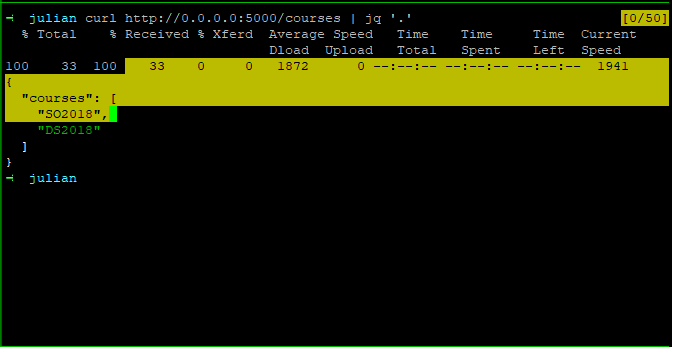 ⊣ julian curl http://0.0.0.0:5000/courses | jq '.' [0/50]
% Total % Received % Xferd Average Speed Time Time Time Current
Dload Upload Total Spent Left Speed
100 33 100 33 0 0 1872 0 --:--:-- --:--:-- --:--:-- 1941
{
"courses": [
"SO2018",
"DS2018"
]
}
⊣ julian